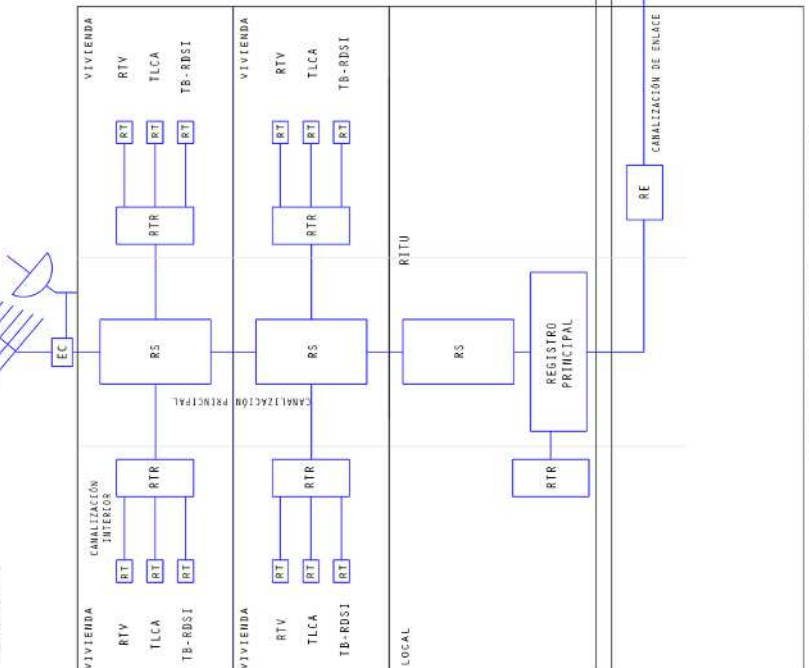 EC
VIVIENDA
VIVIENDA
CANALIZACIÓN
INTERIOR
RTV RT RT RTV
TLCA RT RTR RS RTR RT TLCA
TB-RDSI RT RT TB-RDSI
CANALIZACIÓN PRINCIPAL
VIVIENDA
VIVIENDA
RTV RT RT RTV
TLCA RT RTR RS RTR RT TLCA
TB-RDSI RT RT TB-RDSI
LOCAL
RITU
RS
RTR
REGISTRO
PRINCIPAL
RE
CANALIZACIÓN DE ENLACE